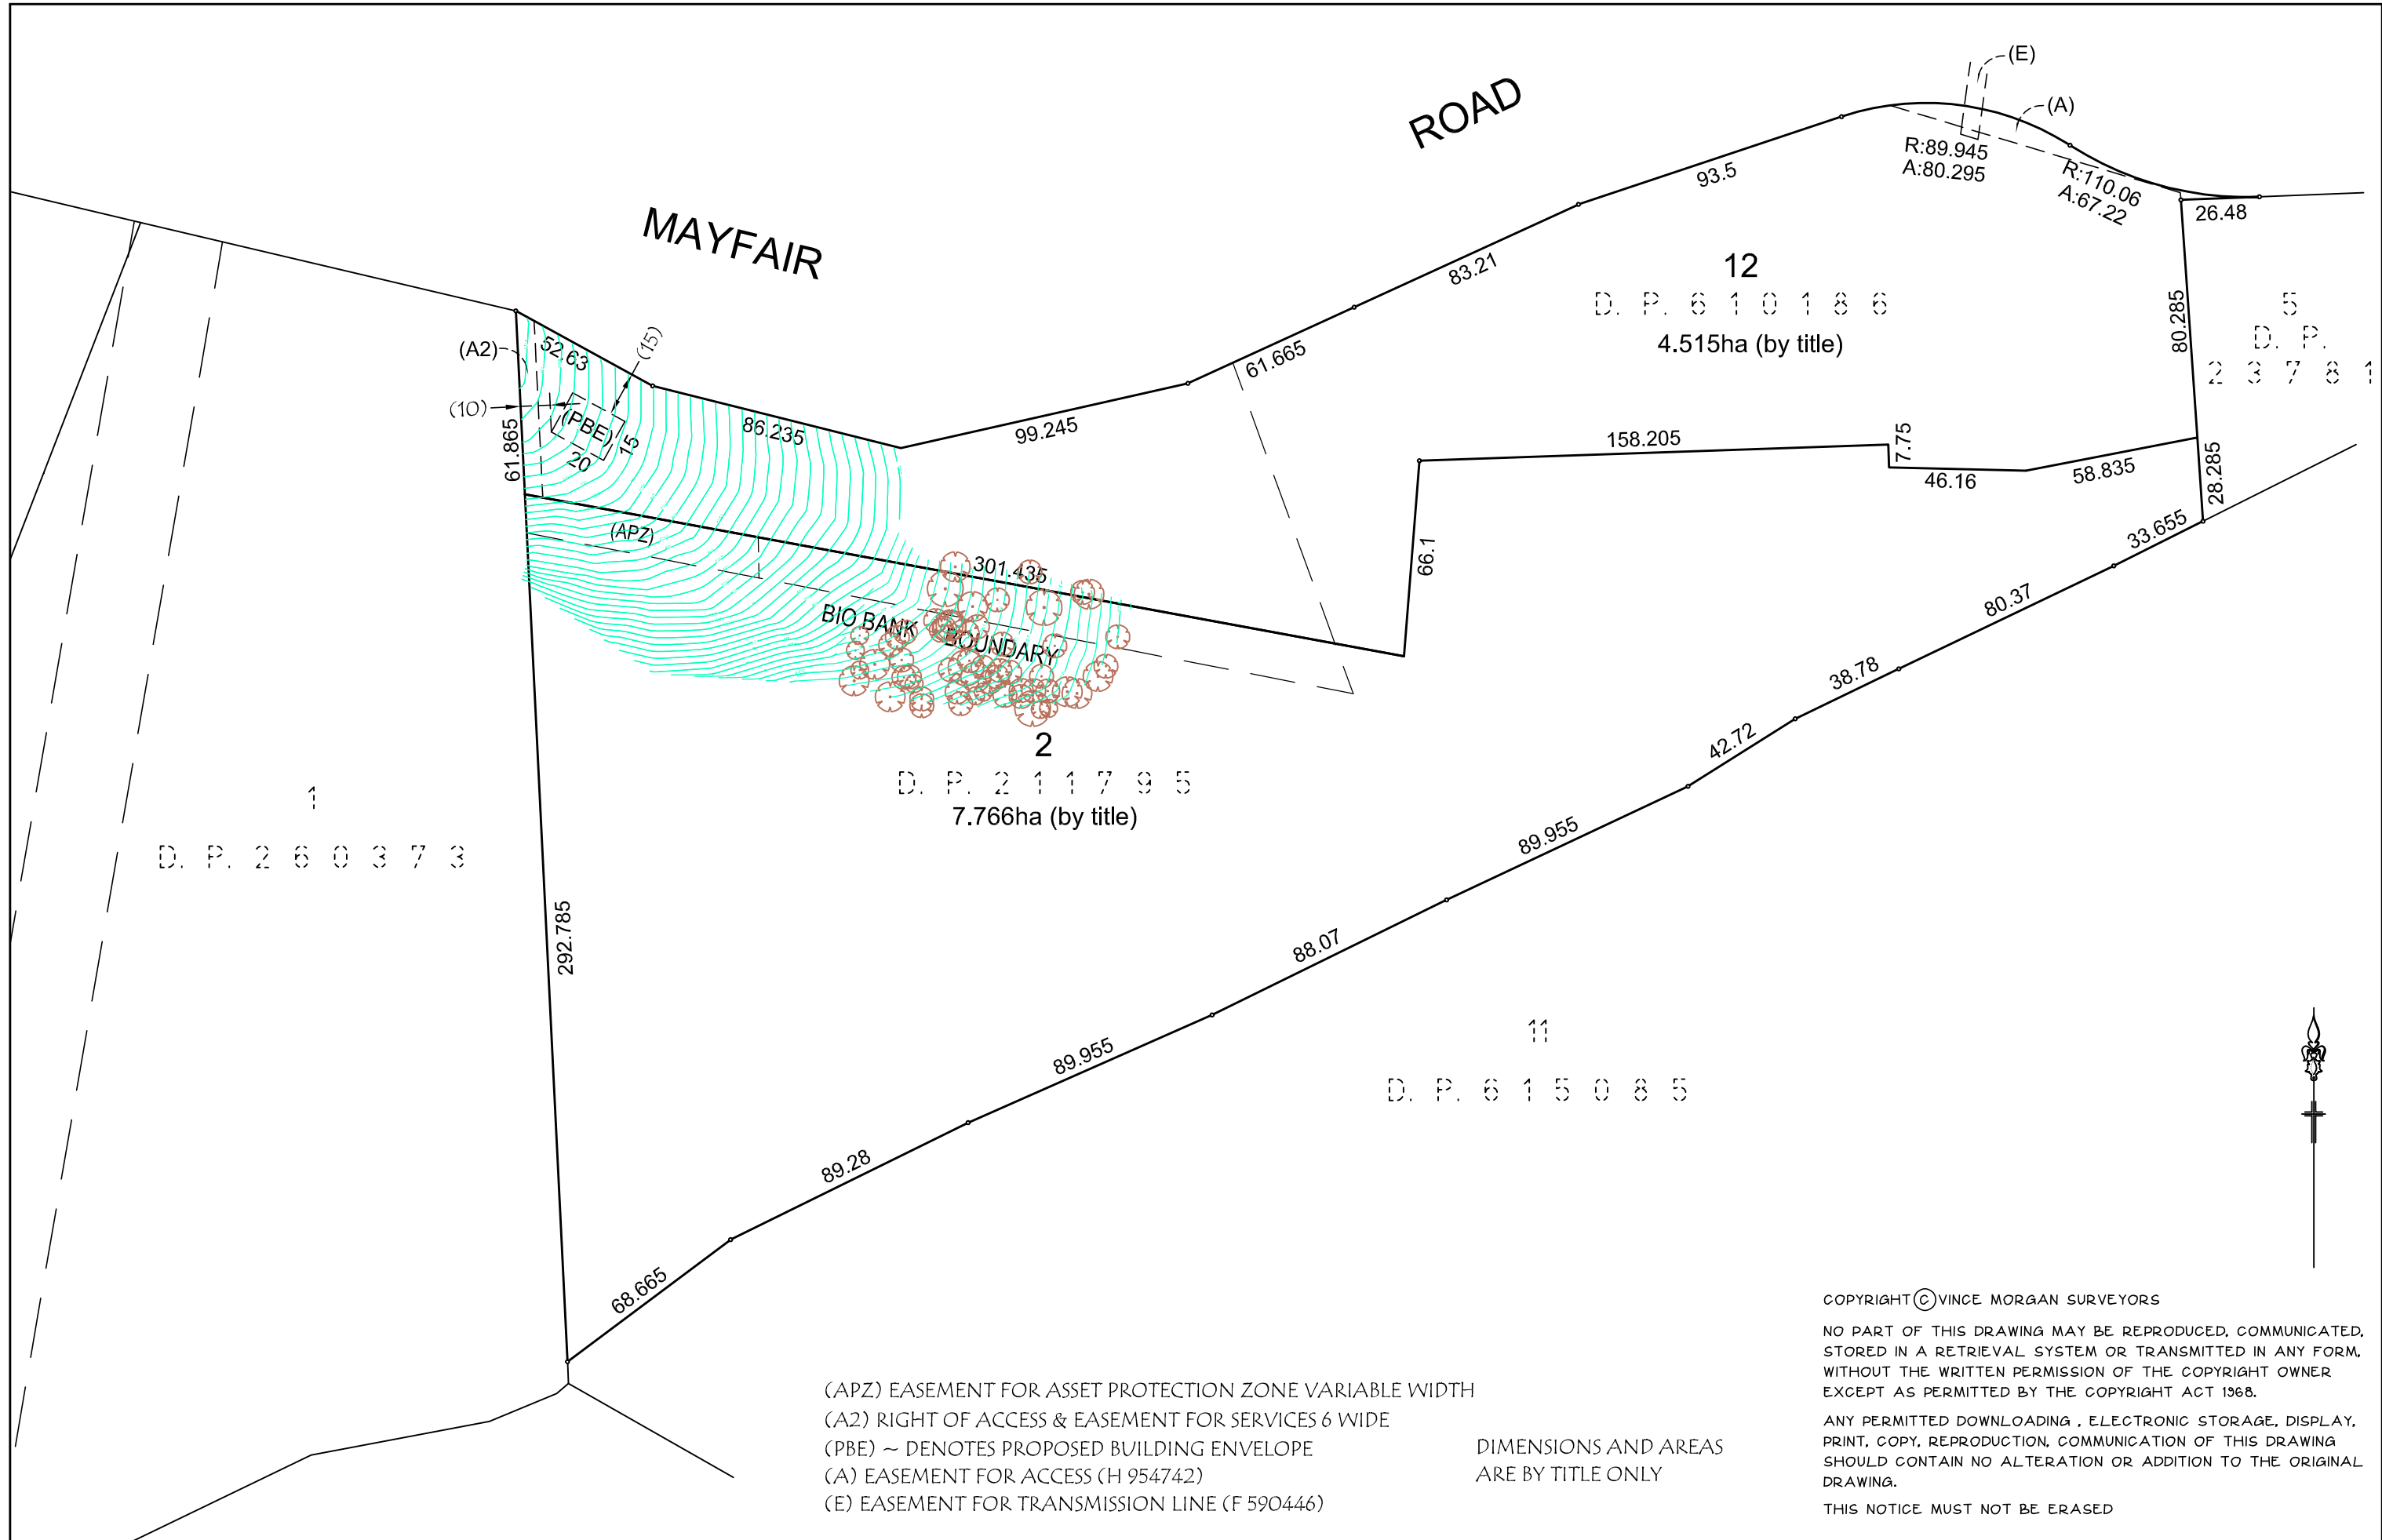 (E)
(A)
ROAD
R:89.945
A:80.295
R:110.06
A:67.22
93.5
26.48
MAYFAIR
83.21
12
D. P. 6 1 0 1 8 6
4.515ha (by title)
80.285
5
D. P.
2 3 7 8 1
(A2)
52.63
(15)
61.665
(10)
(PBE)
15
20
61.865
86.235
99.245
158.205
7.75
46.16
58.835
28.285
(APZ)
301.435
66.1
33.655
BIO BANK BOUNDARY
80.37
38.78
42.72
2
D. P. 2 1 1 7 9 5
7.766ha (by title)
1
D. P. 2 6 0 3 7 3
89.955
292.785
88.07
11
D. P. 6 1 5 0 8 5
89.955
89.28
68.665
(APZ) EASEMENT FOR ASSET PROTECTION ZONE VARIABLE WIDTH
(A2) RIGHT OF ACCESS & EASEMENT FOR SERVICES 6 WIDE
(PBE) ~ DENOTES PROPOSED BUILDING ENVELOPE
(A) EASEMENT FOR ACCESS (H 954742)
(E) EASEMENT FOR TRANSMISSION LINE (F 590446)
DIMENSIONS AND AREAS
ARE BY TITLE ONLY
COPYRIGHT © VINCE MORGAN SURVEYORS
NO PART OF THIS DRAWING MAY BE REPRODUCED, COMMUNICATED,
STORED IN A RETRIEVAL SYSTEM OR TRANSMITTED IN ANY FORM,
WITHOUT THE WRITTEN PERMISSION OF THE COPYRIGHT OWNER
EXCEPT AS PERMITTED BY THE COPYRIGHT ACT 1968.
ANY PERMITTED DOWNLOADING , ELECTRONIC STORAGE, DISPLAY,
PRINT, COPY, REPRODUCTION, COMMUNICATION OF THIS DRAWING
SHOULD CONTAIN NO ALTERATION OR ADDITION TO THE ORIGINAL
DRAWING.
THIS NOTICE MUST NOT BE ERASED